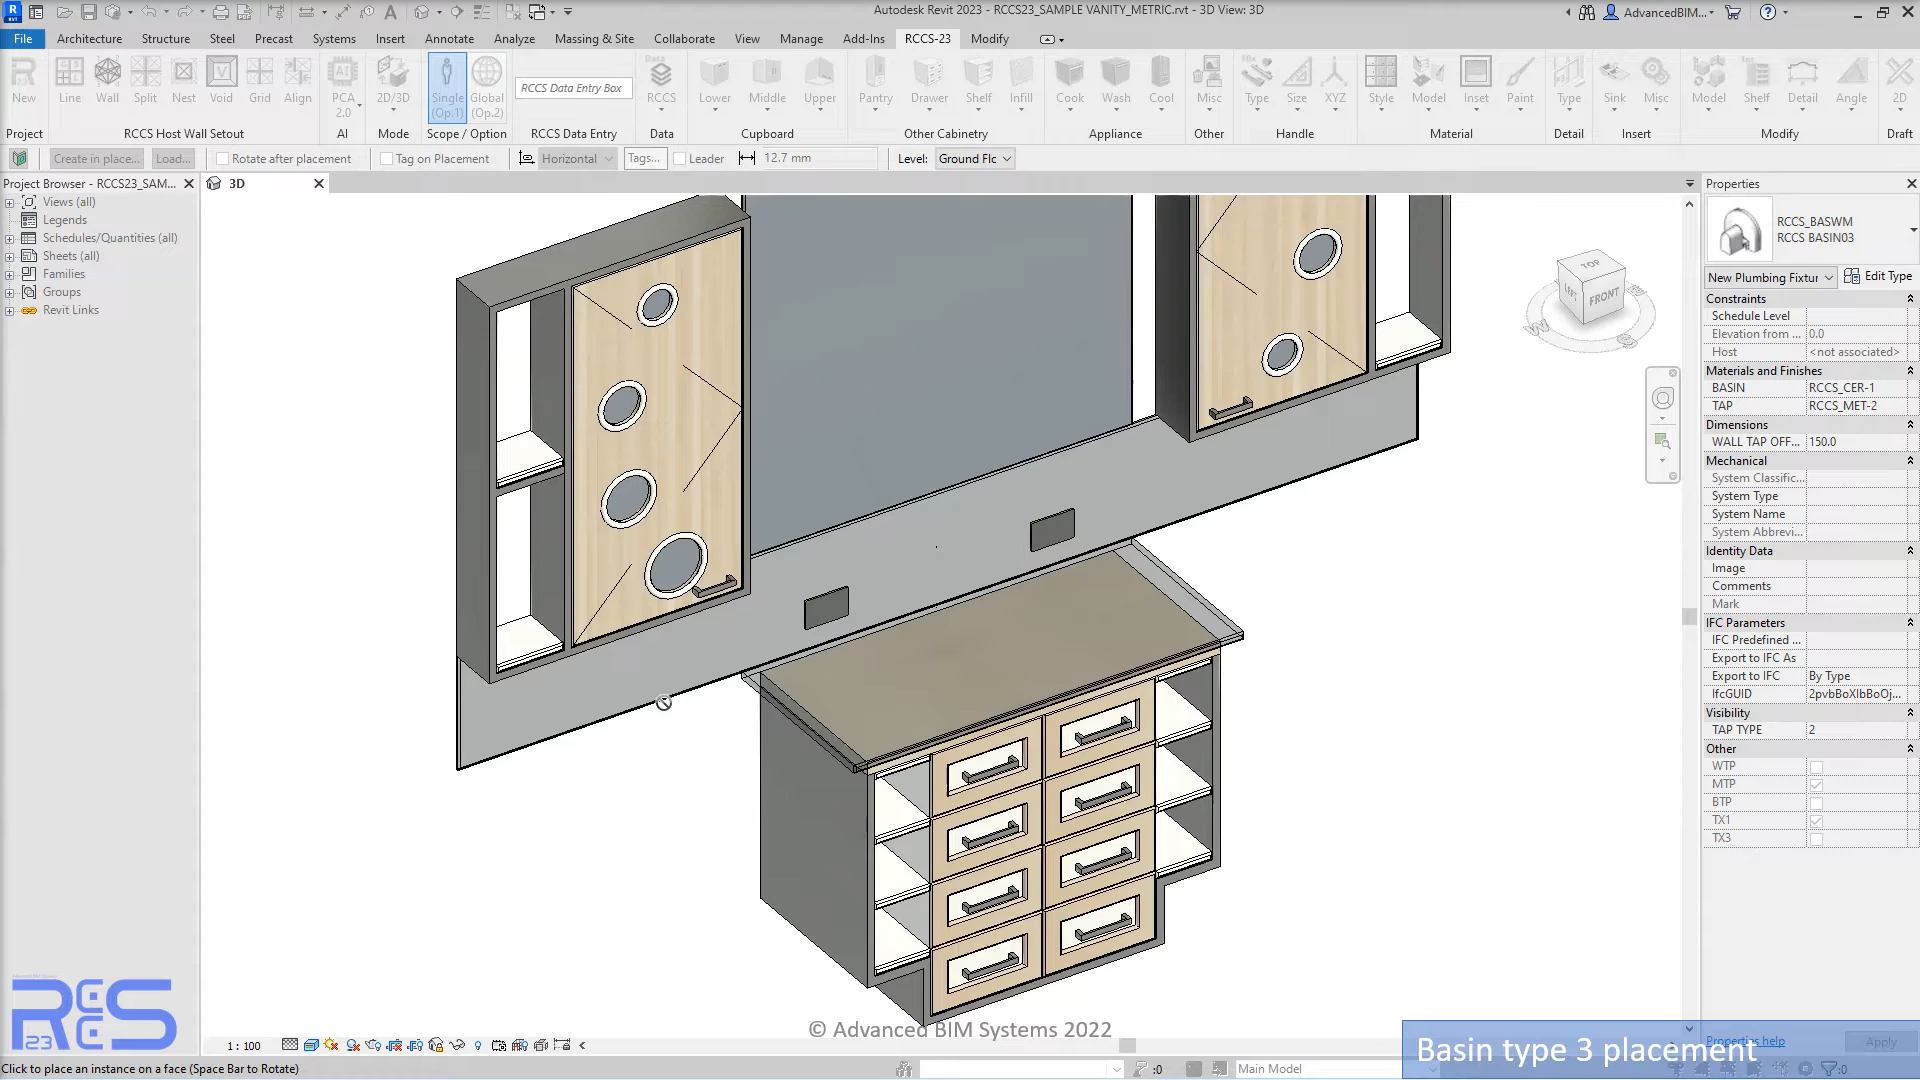 Autodesk Revit 2023 - RCCS23_SAMPLE VANITY_METRIC.rvt - 3D View: 3D
AdvancedBIM...
File Architecture Structure Steel Precast Systems Insert Annotate Analyze Massing & Site Collaborate View Manage Add-Ins RCCS-23 Modify
New Line Wall Split Nest Void Grid Align PCA 2.0 2D/3D Single (Op.1) Global (Op.2) RCCS Data Entry Box RCCS Lower Middle Upper Pantry Drawer Shelf Infill Cook Wash Cool Misc Type Size XYZ Style Model Inset Paint Type Sink Misc Model Shelf Detail Angle 2D
Project RCCS Host Wall Setout AI Mode Scope / Option RCCS Data Entry Data Cupboard Other Cabinetry Appliance Other Handle Material Detail Insert Modify Draft
Create in place... Load... Rotate after placement Tag on Placement Horizontal Tags... Leader 12.7 mm Level: Ground Flc
Project Browser - RCCS23_SAM...
Views (all)
Legends
Schedules/Quantities (all)
Sheets (all)
Families
Groups
Revit Links
3D
TOP
LEFT
FRONT
W
S
Properties
RCCS_BASWM
RCCS BASIN03
New Plumbing Fixtur Edit Type
Constraints
Schedule Level
Elevation from ... 0.0
Host <not associated>
Materials and Finishes
BASIN RCCS_CER-1
TAP RCCS_MET-2
Dimensions
WALL TAP OFF... 150.0
Mechanical
System Classific...
System Type
System Name
System Abbrevi...
Identity Data
Image
Comments
Mark
IFC Parameters
IFC Predefined ...
Export to IFC As
Export to IFC By Type
IfcGUID 2pvbBoXlbBoOj...
Visibility
TAP TYPE 2
Other
WTP
MTP
BTP
TX1
TX3
RCCS
23
© Advanced BIM Systems 2022
1 : 100
Properties help Apply
Basin type 3 placement
Click to place an instance on a face (Space Bar to Rotate)
:0
Main Model
:0